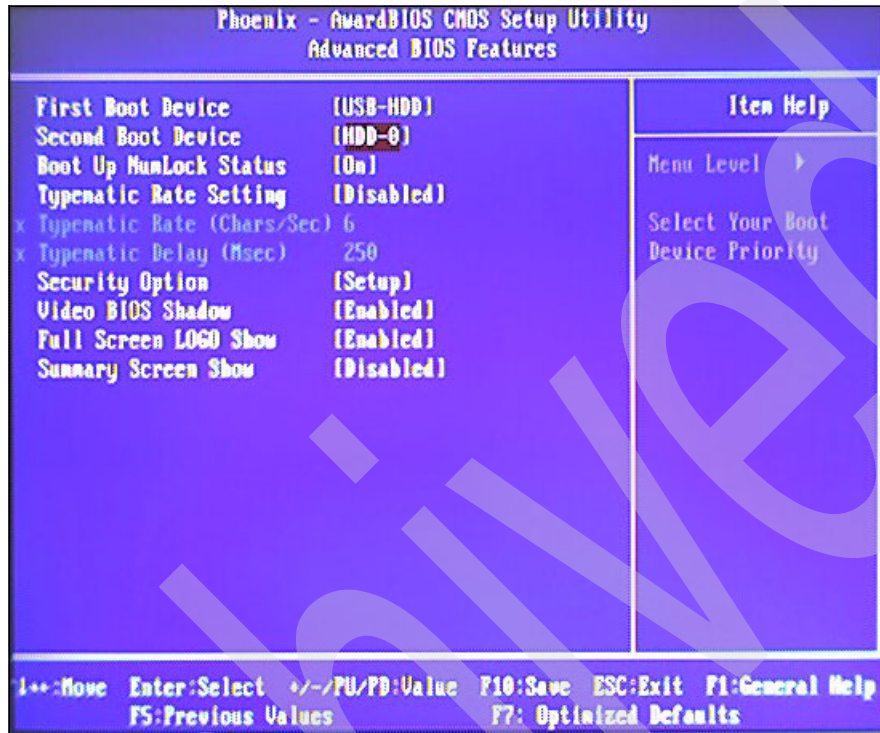 Phoenix - AwardBIOS CMOS Setup Utility
Advanced BIOS Features
First Boot Device [USB-HDD]
Second Boot Device [HDD-0]
Boot Up NumLock Status [On]
Typematic Rate Setting [Disabled]
x Typematic Rate (Chars/Sec) 6
x Typematic Delay (Msec) 250
Security Option [Setup]
Video BIOS Shadow [Enabled]
Full Screen LOGO Show [Enabled]
Summary Screen Show [Disabled]
Item Help
Menu Level
Select Your Boot
Device Priority
:Move Enter:Select +/-/PU/PD:Value F10:Save ESC:Exit F1:General Help
F5:Previous Values F7: Optimized Defaults